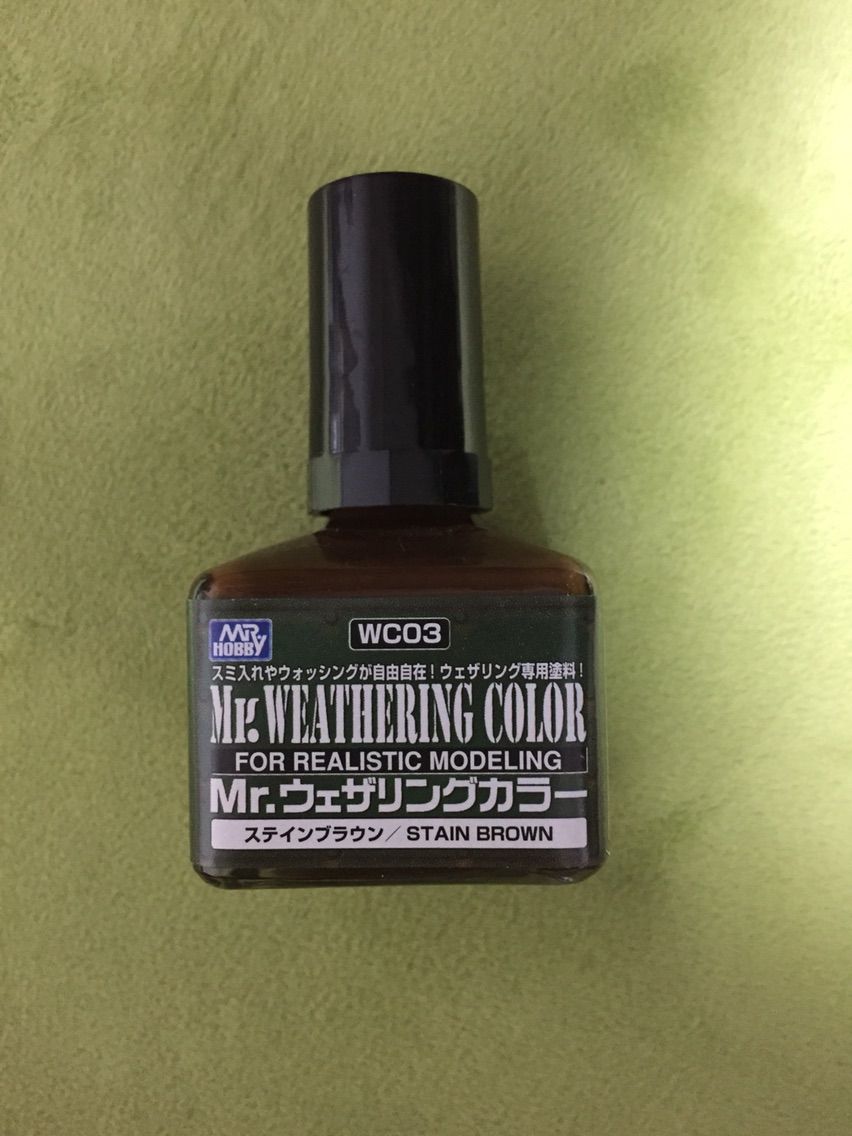 MR.HOBBY
WC03
スミ入れやウォッシングが自由自在！ウェザリング専用塗料！
Mr. WEATHERING COLOR
FOR REALISTIC MODELING
Mr.ウェザリングカラー
ステインブラウン／STAIN BROWN